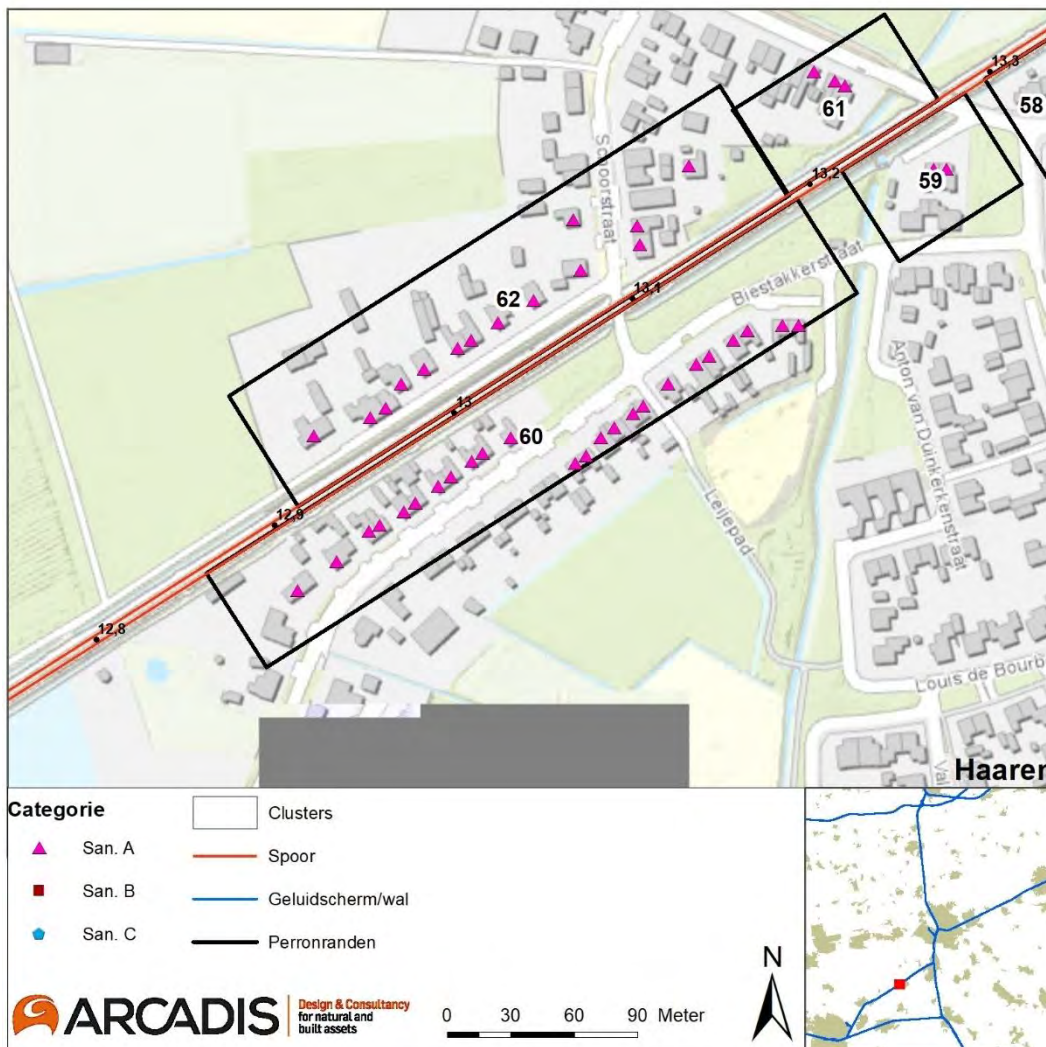 13,3
58
61
Schoorstraat
13,2
59
62
13,1
Biestakkerstraat
13
60
Anton van Duinkerkenstraat
Leijepad
12,9
12,8
Louis de Bourb
Haaren
Categorie
San. A
San. B
San. C
Clusters
Spoor
Geluidscherm/wal
Perronranden
N
ARCADIS
Design & Consultancy
for natural and
built assets
0 30 60 90 Meter